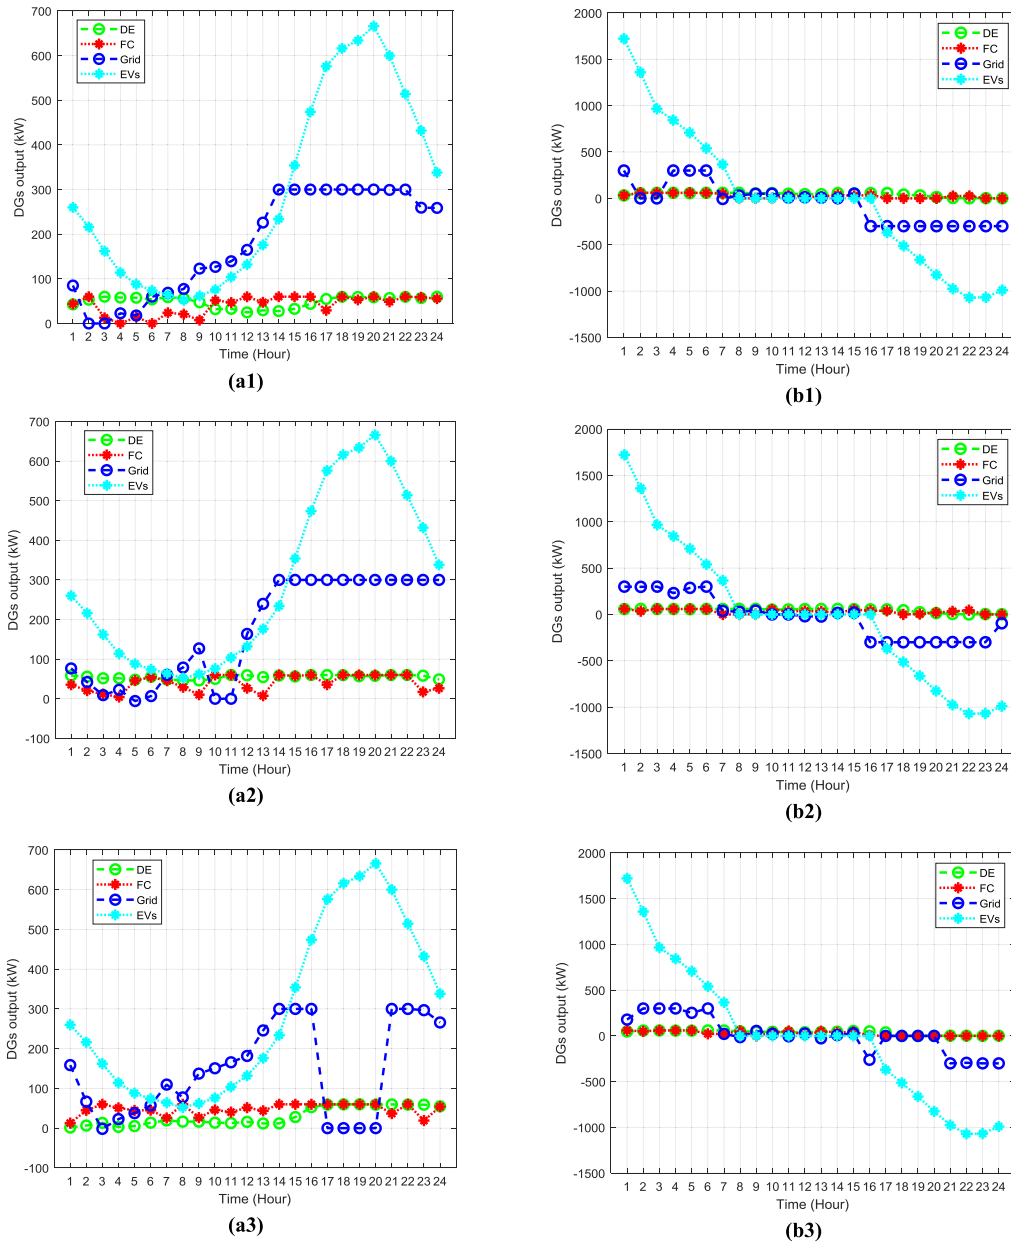 700
600
500
400
300
200
100
0
DGs output (kW)
DE
FC
Grid
EVs
1 2 3 4 5 6 7 8 9 10 11 12 13 14 15 16 17 18 19 20 21 22 23 24
Time (Hour)
(a1)
2000
1500
1000
500
0
-500
-1000
-1500
DGs output (kW)
DE
FC
Grid
EVs
1 2 3 4 5 6 7 8 9 10 11 12 13 14 15 16 17 18 19 20 21 22 23 24
Time (Hour)
(b1)
700
600
500
400
300
200
100
0
-100
DGs output (kW)
DE
FC
Grid
EVs
1 2 3 4 5 6 7 8 9 10 11 12 13 14 15 16 17 18 19 20 21 22 23 24
Time (Hour)
(a2)
2000
1500
1000
500
0
-500
-1000
-1500
DGs output (kW)
DE
FC
Grid
EVs
1 2 3 4 5 6 7 8 9 10 11 12 13 14 15 16 17 18 19 20 21 22 23 24
Time (Hour)
(b2)
700
600
500
400
300
200
100
0
-100
DGs output (kW)
DE
FC
Grid
EVs
1 2 3 4 5 6 7 8 9 10 11 12 13 14 15 16 17 18 19 20 21 22 23 24
Time (Hour)
(a3)
2000
1500
1000
500
0
-500
-1000
-1500
DGs output (kW)
DE
FC
Grid
EVs
1 2 3 4 5 6 7 8 9 10 11 12 13 14 15 16 17 18 19 20 21 22 23 24
Time (Hour)
(b3)